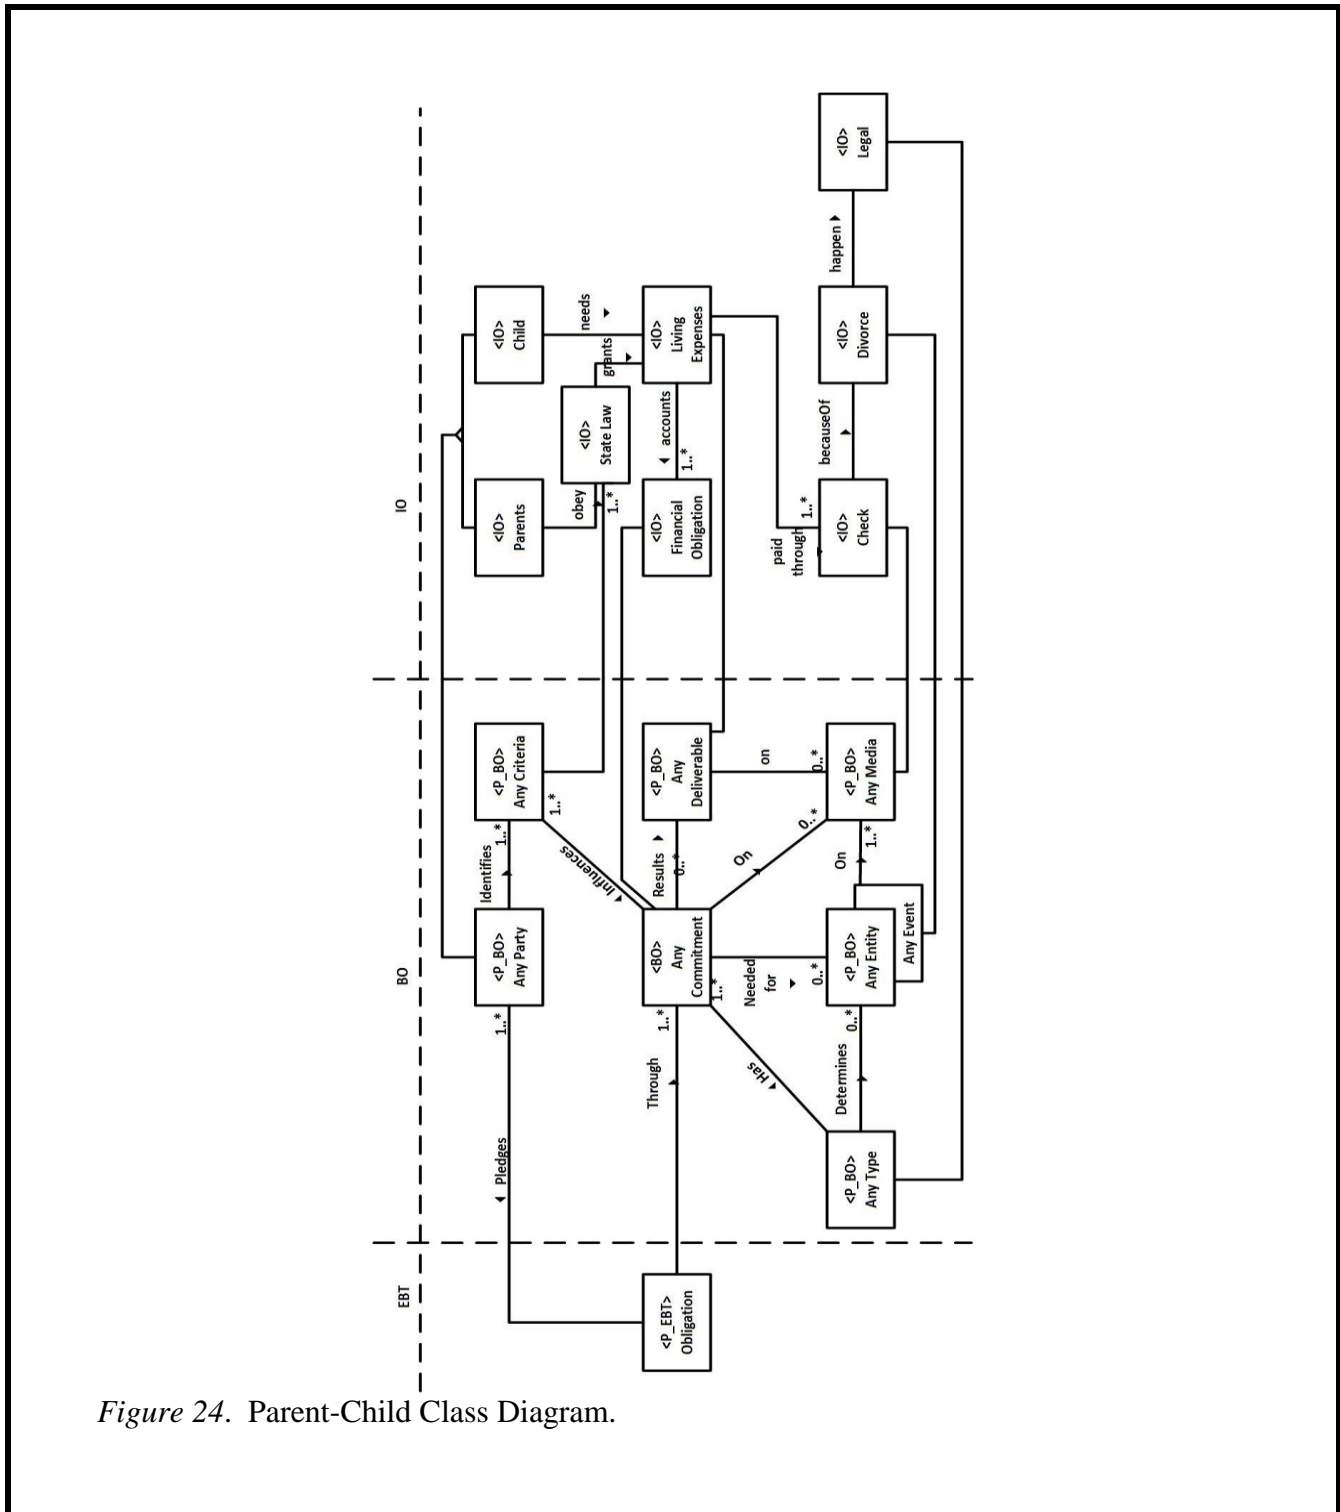 EBT
BO
IO
Pledges
1..*
<P_BO>
Any Party
Identifies
1..*
<P_BO>
Any Criteria
1..*
<IO>
Parents
<IO>
Child
Influences
obey
1..*
<IO>
State Law
grants
needs
<P_EBT>
Obligation
Through
1..*
<BO>
Any
Commitment
1..*
Results
0..*
<P_BO>
Any
Deliverable
<IO>
Financial
Obligation
accounts
1..*
<IO>
Living
Expenses
Has
Needed
for
0..*
On
0..*
on
0..*
paid
through
1..*
<P_BO>
Any Type
Determines
0..*
<P_BO>
Any Entity
Any Event
On
1..*
<P_BO>
Any Media
<IO>
Check
becauseOf
<IO>
Divorce
happen
<IO>
Legal
Figure 24. Parent-Child Class Diagram.